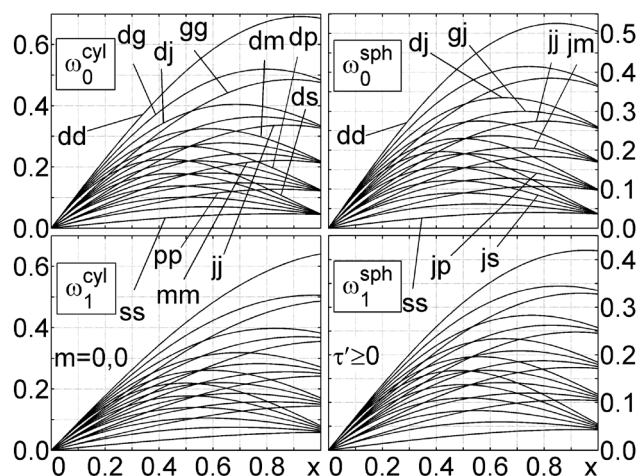 0.6
0.4
0.2
0.0
ω₀ᶜʸˡ
dg
dj
gg
dm
dp
ds
dd
ω₀ˢᵖʰ
dj
gj
jj
jm
dd
0.5
0.4
0.3
0.2
0.1
0.0
pp
mm
jj
ss
ω₁ᶜʸˡ
m=0,0
0.6
0.4
0.2
0.0
ω₁ˢᵖʰ
ss
jp
js
τ′≥0
0.4
0.3
0.2
0.1
0.0
0 0.2 0.4 0.6 0.8 x
0 0.2 0.4 0.6 0.8 x